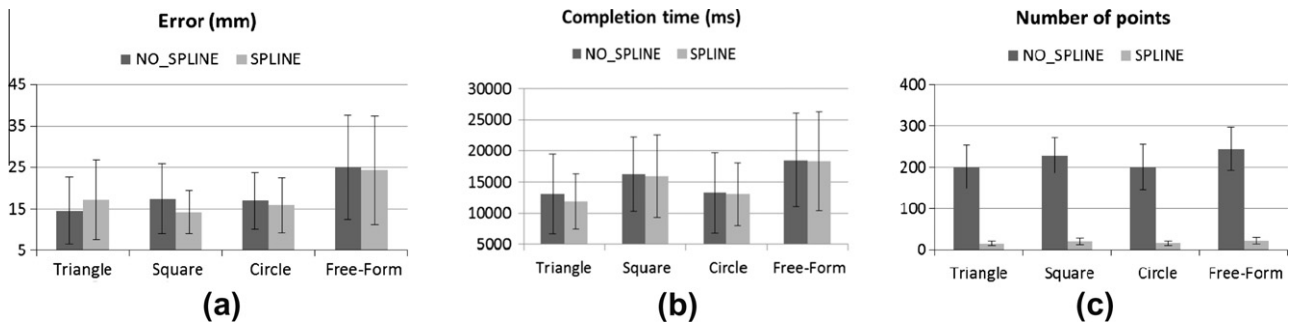 Error (mm)
NO_SPLINE SPLINE
45
35
25
15
5
Triangle Square Circle Free-Form
(a)
Completion time (ms)
NO_SPLINE SPLINE
30000
25000
20000
15000
10000
5000
Triangle Square Circle Free-Form
(b)
Number of points
NO_SPLINE SPLINE
400
300
200
100
0
Triangle Square Circle Free-Form
(c)